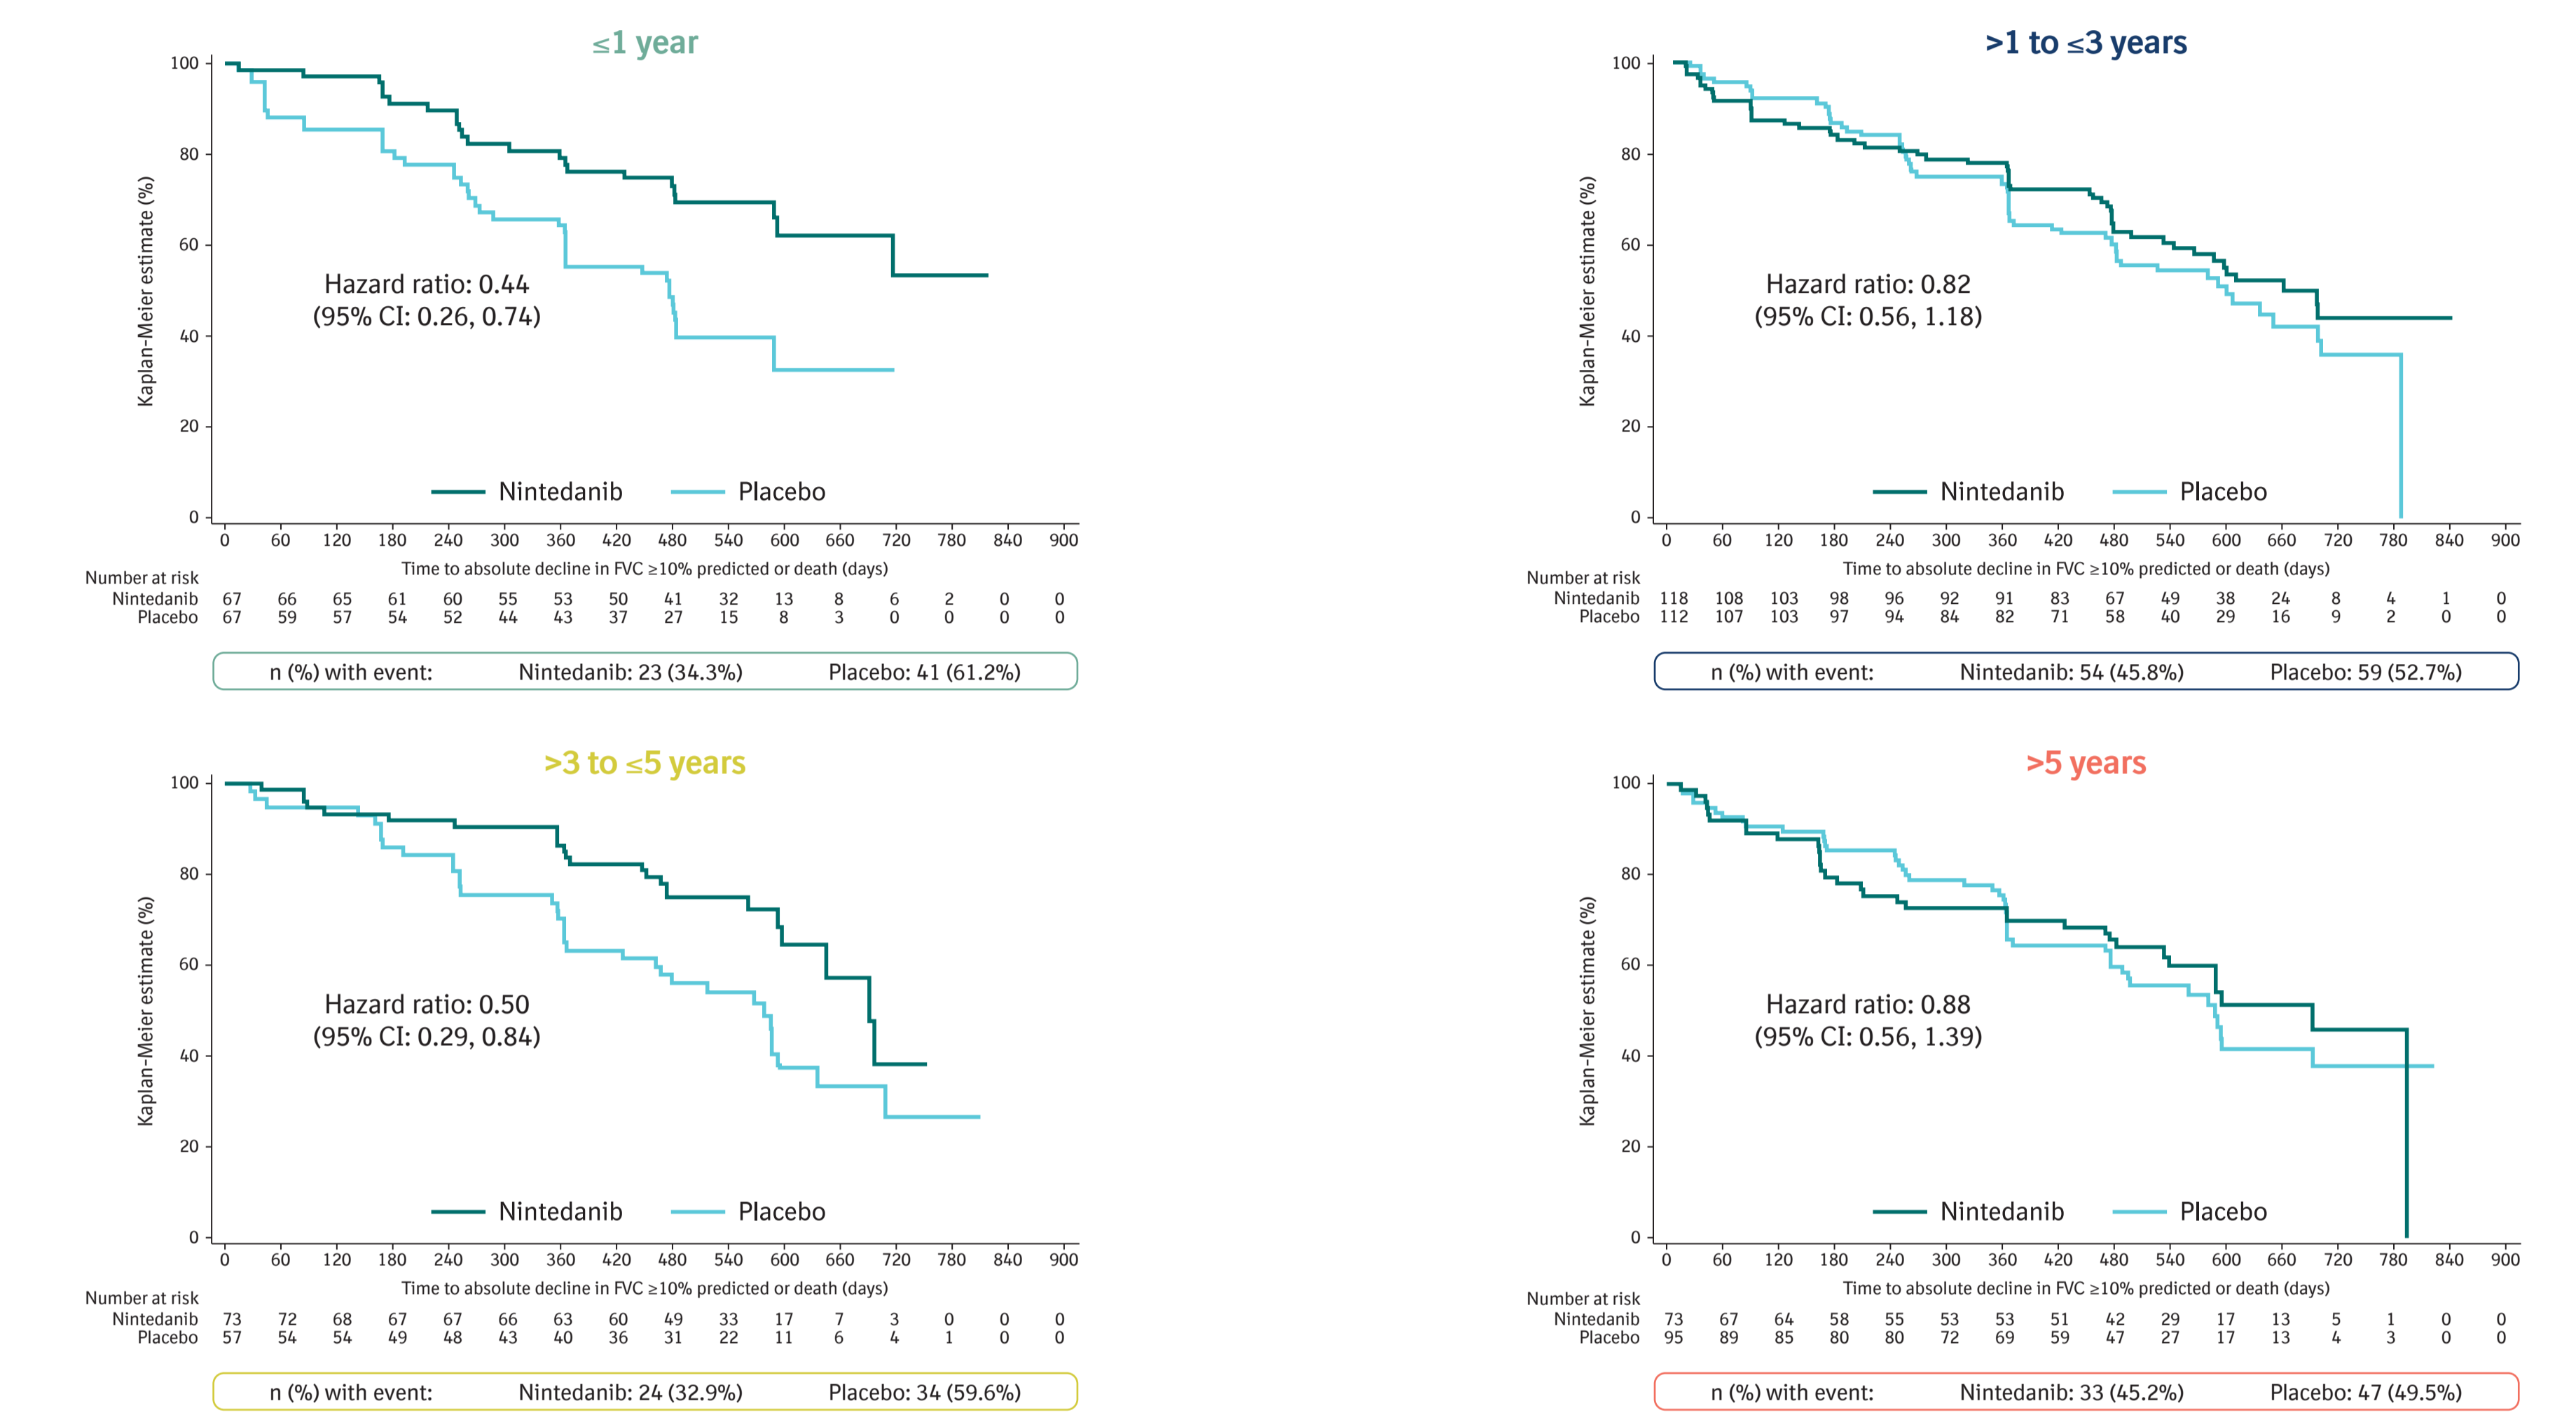 ≤1 year
100
80
60
40
20
0
Kaplan-Meier estimate (%)
Hazard ratio: 0.44
(95% CI: 0.26, 0.74)
Nintedanib Placebo
0 60 120 180 240 300 360 420 480 540 600 660 720 780 840 900
Time to absolute decline in FVC ≥10% predicted or death (days)
Number at risk
Nintedanib 67 66 65 61 60 55 53 50 41 32 13 8 6 2 0 0
Placebo 67 59 57 54 52 44 43 37 27 15 8 3 0 0 0 0
n (%) with event: Nintedanib: 23 (34.3%) Placebo: 41 (61.2%)
>1 to ≤3 years
100
80
60
40
20
0
Kaplan-Meier estimate (%)
Hazard ratio: 0.82
(95% CI: 0.56, 1.18)
Nintedanib Placebo
0 60 120 180 240 300 360 420 480 540 600 660 720 780 840 900
Time to absolute decline in FVC ≥10% predicted or death (days)
Number at risk
Nintedanib 118 108 103 98 96 92 91 83 67 49 38 24 8 4 1 0
Placebo 112 107 103 97 94 84 82 71 58 40 29 16 9 2 0 0
n (%) with event: Nintedanib: 54 (45.8%) Placebo: 59 (52.7%)
>3 to ≤5 years
100
80
60
40
20
0
Kaplan-Meier estimate (%)
Hazard ratio: 0.50
(95% CI: 0.29, 0.84)
Nintedanib Placebo
0 60 120 180 240 300 360 420 480 540 600 660 720 780 840 900
Time to absolute decline in FVC ≥10% predicted or death (days)
Number at risk
Nintedanib 73 72 68 67 67 66 63 60 49 33 17 7 3 0 0 0
Placebo 57 54 54 49 48 43 40 36 31 22 11 6 4 1 0 0
n (%) with event: Nintedanib: 24 (32.9%) Placebo: 34 (59.6%)
>5 years
100
80
60
40
20
0
Kaplan-Meier estimate (%)
Hazard ratio: 0.88
(95% CI: 0.56, 1.39)
Nintedanib Placebo
0 60 120 180 240 300 360 420 480 540 600 660 720 780 840 900
Time to absolute decline in FVC ≥10% predicted or death (days)
Number at risk
Nintedanib 73 67 64 58 55 53 53 51 42 29 17 13 5 1 0 0
Placebo 95 89 85 80 80 72 69 59 47 27 17 13 4 3 0 0
n (%) with event: Nintedanib: 33 (45.2%) Placebo: 47 (49.5%)